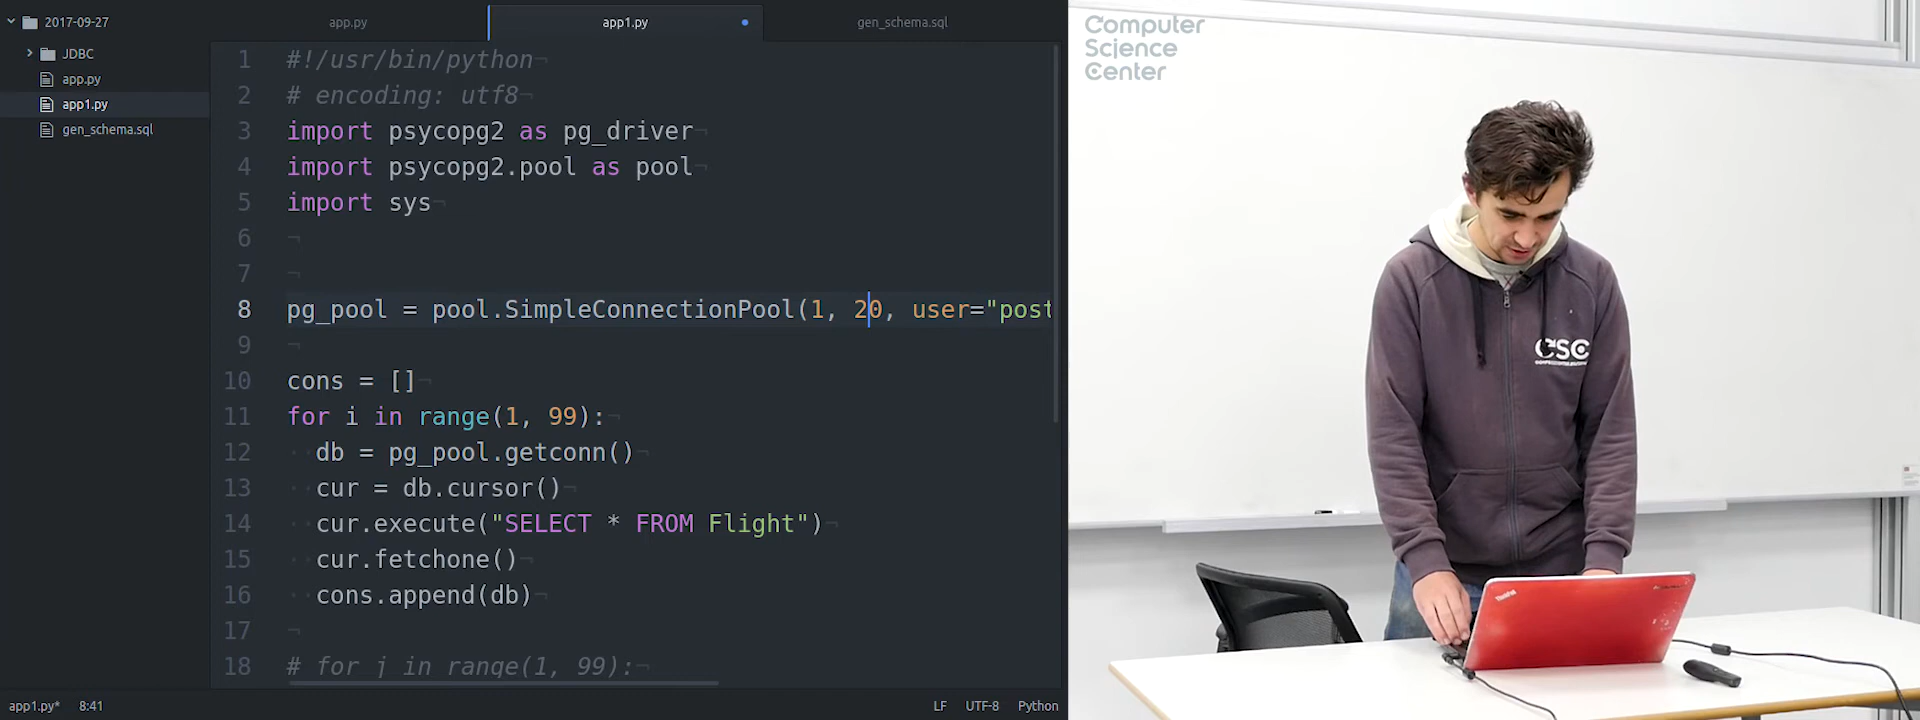 2017-09-27
JDBC
app.py
app1.py
gen_schema.sql
app.py
app1.py
gen_schema.sql
1 #!/usr/bin/python
2 # encoding: utf8
3 import psycopg2 as pg_driver
4 import psycopg2.pool as pool
5 import sys
6
7
8 pg_pool = pool.SimpleConnectionPool(1, 20, user="post
9
10 cons = []
11 for i in range(1, 99):
12 db = pg_pool.getconn()
13 cur = db.cursor()
14 cur.execute("SELECT * FROM Flight")
15 cur.fetchone()
16 cons.append(db)
17
18 # for j in range(1, 99):
app1.py* 8:41
LF UTF-8 Python
Computer
Science
Center
CSC
ThinkPad